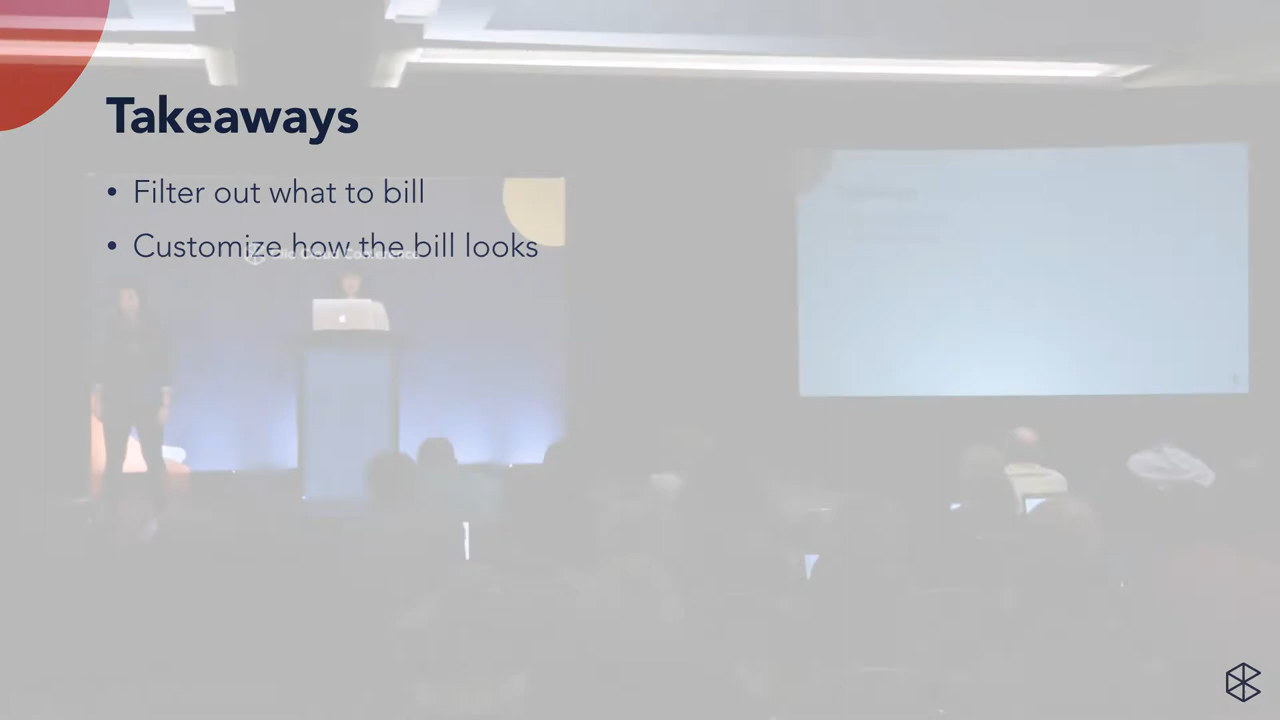 Takeaways
• Filter out what to bill
• Customize how the bill looks